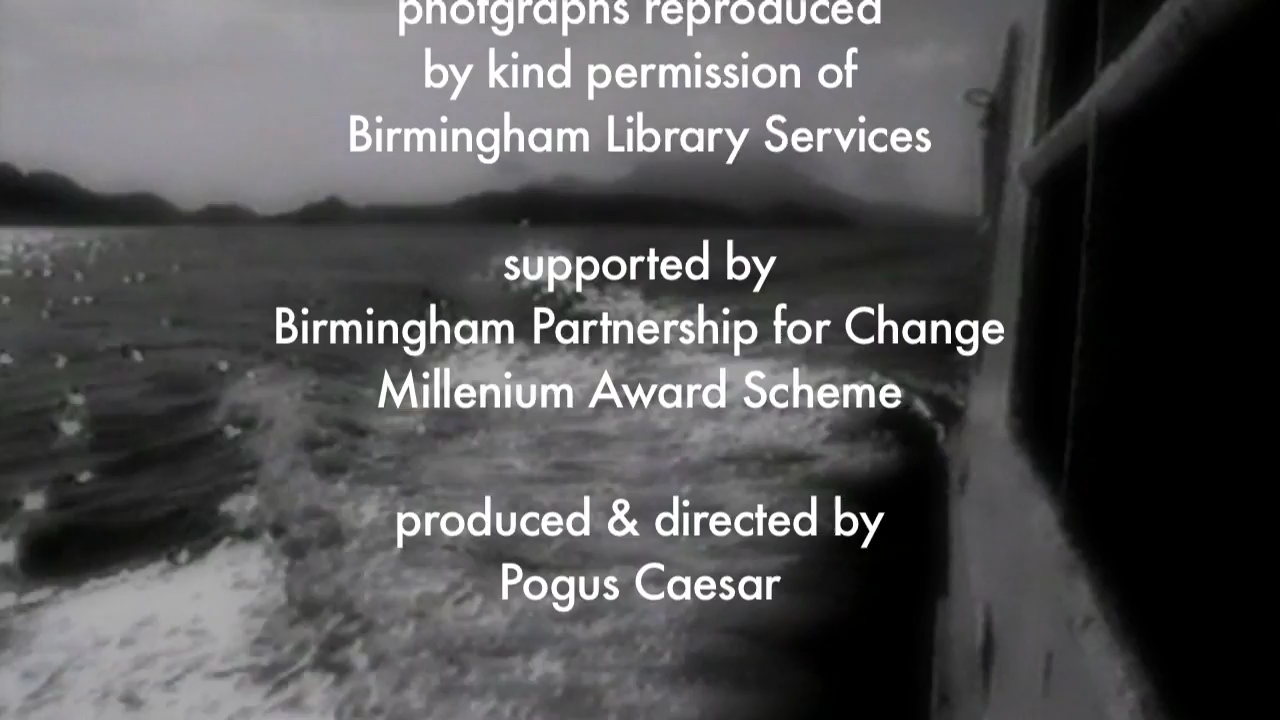 photgraphs reproduced
by kind permission of
Birmingham Library Services
supported by
Birmingham Partnership for Change
Millenium Award Scheme
produced & directed by
Pogus Caesar